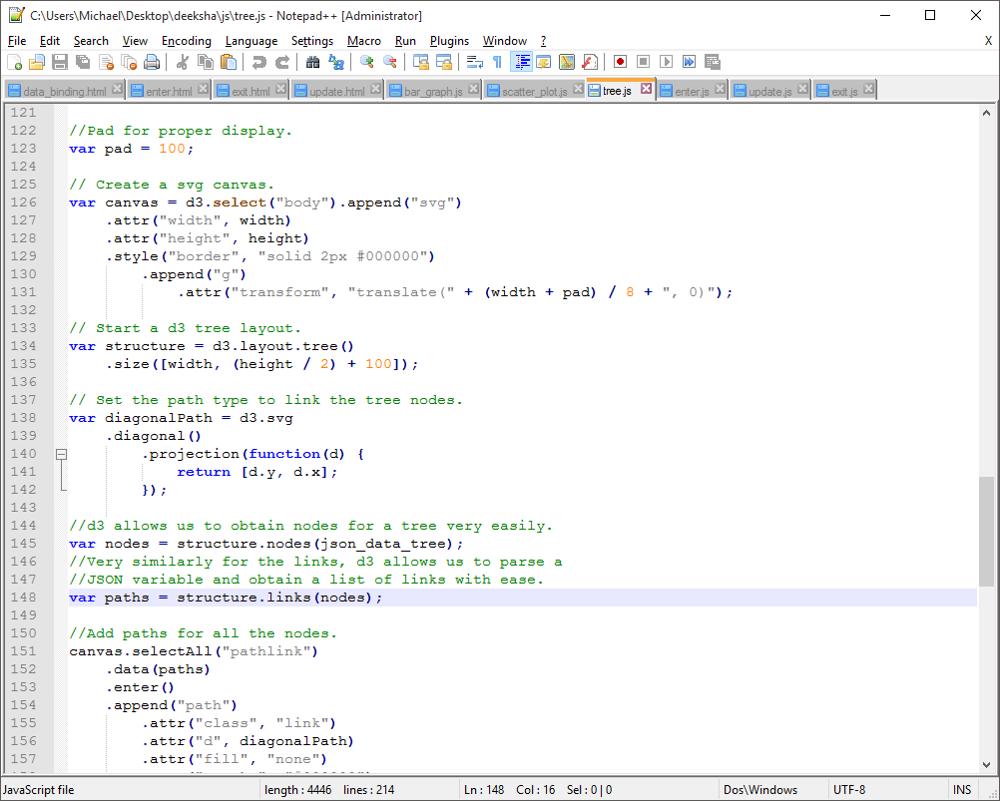 C:\Users\Michael\Desktop\deeksha\js\tree.js - Notepad++ [Administrator]
File Edit Search View Encoding Language Settings Macro Run Plugins Window ? X
data_binding.html enter.html exit.html update.html bar_graph.js scatter_plot.js tree.js enter.js update.js exit.js
121
122 //Pad for proper display.
123 var pad = 100;
124
125 // Create a svg canvas.
126 var canvas = d3.select("body").append("svg")
127 .attr("width", width)
128 .attr("height", height)
129 .style("border", "solid 2px #000000")
130 .append("g")
131 .attr("transform", "translate(" + (width + pad) / 8 + ", 0)");
132
133 // Start a d3 tree layout.
134 var structure = d3.layout.tree()
135 .size([width, (height / 2) + 100]);
136
137 // Set the path type to link the tree nodes.
138 var diagonalPath = d3.svg
139 .diagonal()
140 .projection(function(d) {
141 return [d.y, d.x];
142 });
143
144 //d3 allows us to obtain nodes for a tree very easily.
145 var nodes = structure.nodes(json_data_tree);
146 //Very similarly for the links, d3 allows us to parse a
147 //JSON variable and obtain a list of links with ease.
148 var paths = structure.links(nodes);
149
150 //Add paths for all the nodes.
151 canvas.selectAll("pathlink")
152 .data(paths)
153 .enter()
154 .append("path")
155 .attr("class", "link")
156 .attr("d", diagonalPath)
157 .attr("fill", "none")
JavaScript file length : 4446 lines : 214 Ln : 148 Col : 16 Sel : 0 | 0 Dos\Windows UTF-8 INS